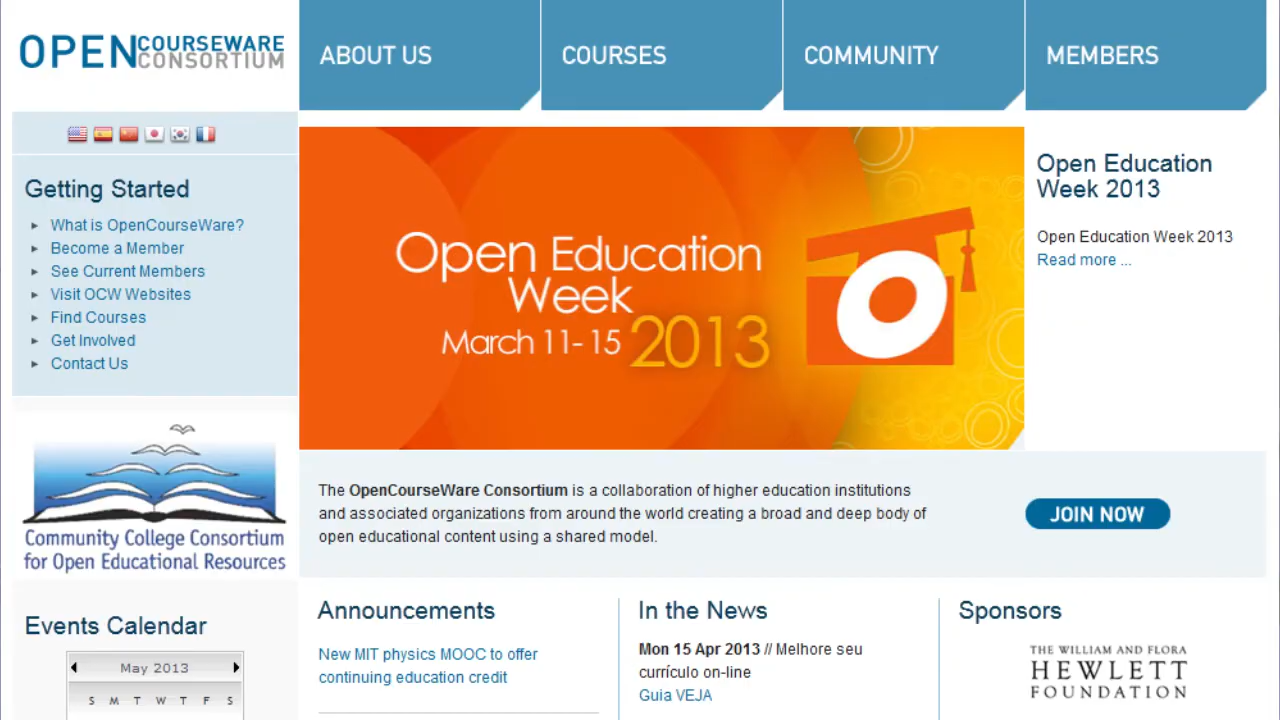 OPENCOURSEWARE
CONSORTIUM
ABOUT US
COURSES
COMMUNITY
MEMBERS
Getting Started
What is OpenCourseWare?
Become a Member
See Current Members
Visit OCW Websites
Find Courses
Get Involved
Contact Us
Open Education
Week
March 11-15 2013
Open Education
Week 2013
Open Education Week 2013
Read more ...
Community College Consortium
for Open Educational Resources
The OpenCourseWare Consortium is a collaboration of higher education institutions
and associated organizations from around the world creating a broad and deep body of
open educational content using a shared model.
JOIN NOW
Events Calendar
May 2013
S M T W T F S
Announcements
New MIT physics MOOC to offer
continuing education credit
In the News
Mon 15 Apr 2013 // Melhore seu
currículo on-line
Guia VEJA
Sponsors
THE WILLIAM AND FLORA
HEWLETT
FOUNDATION